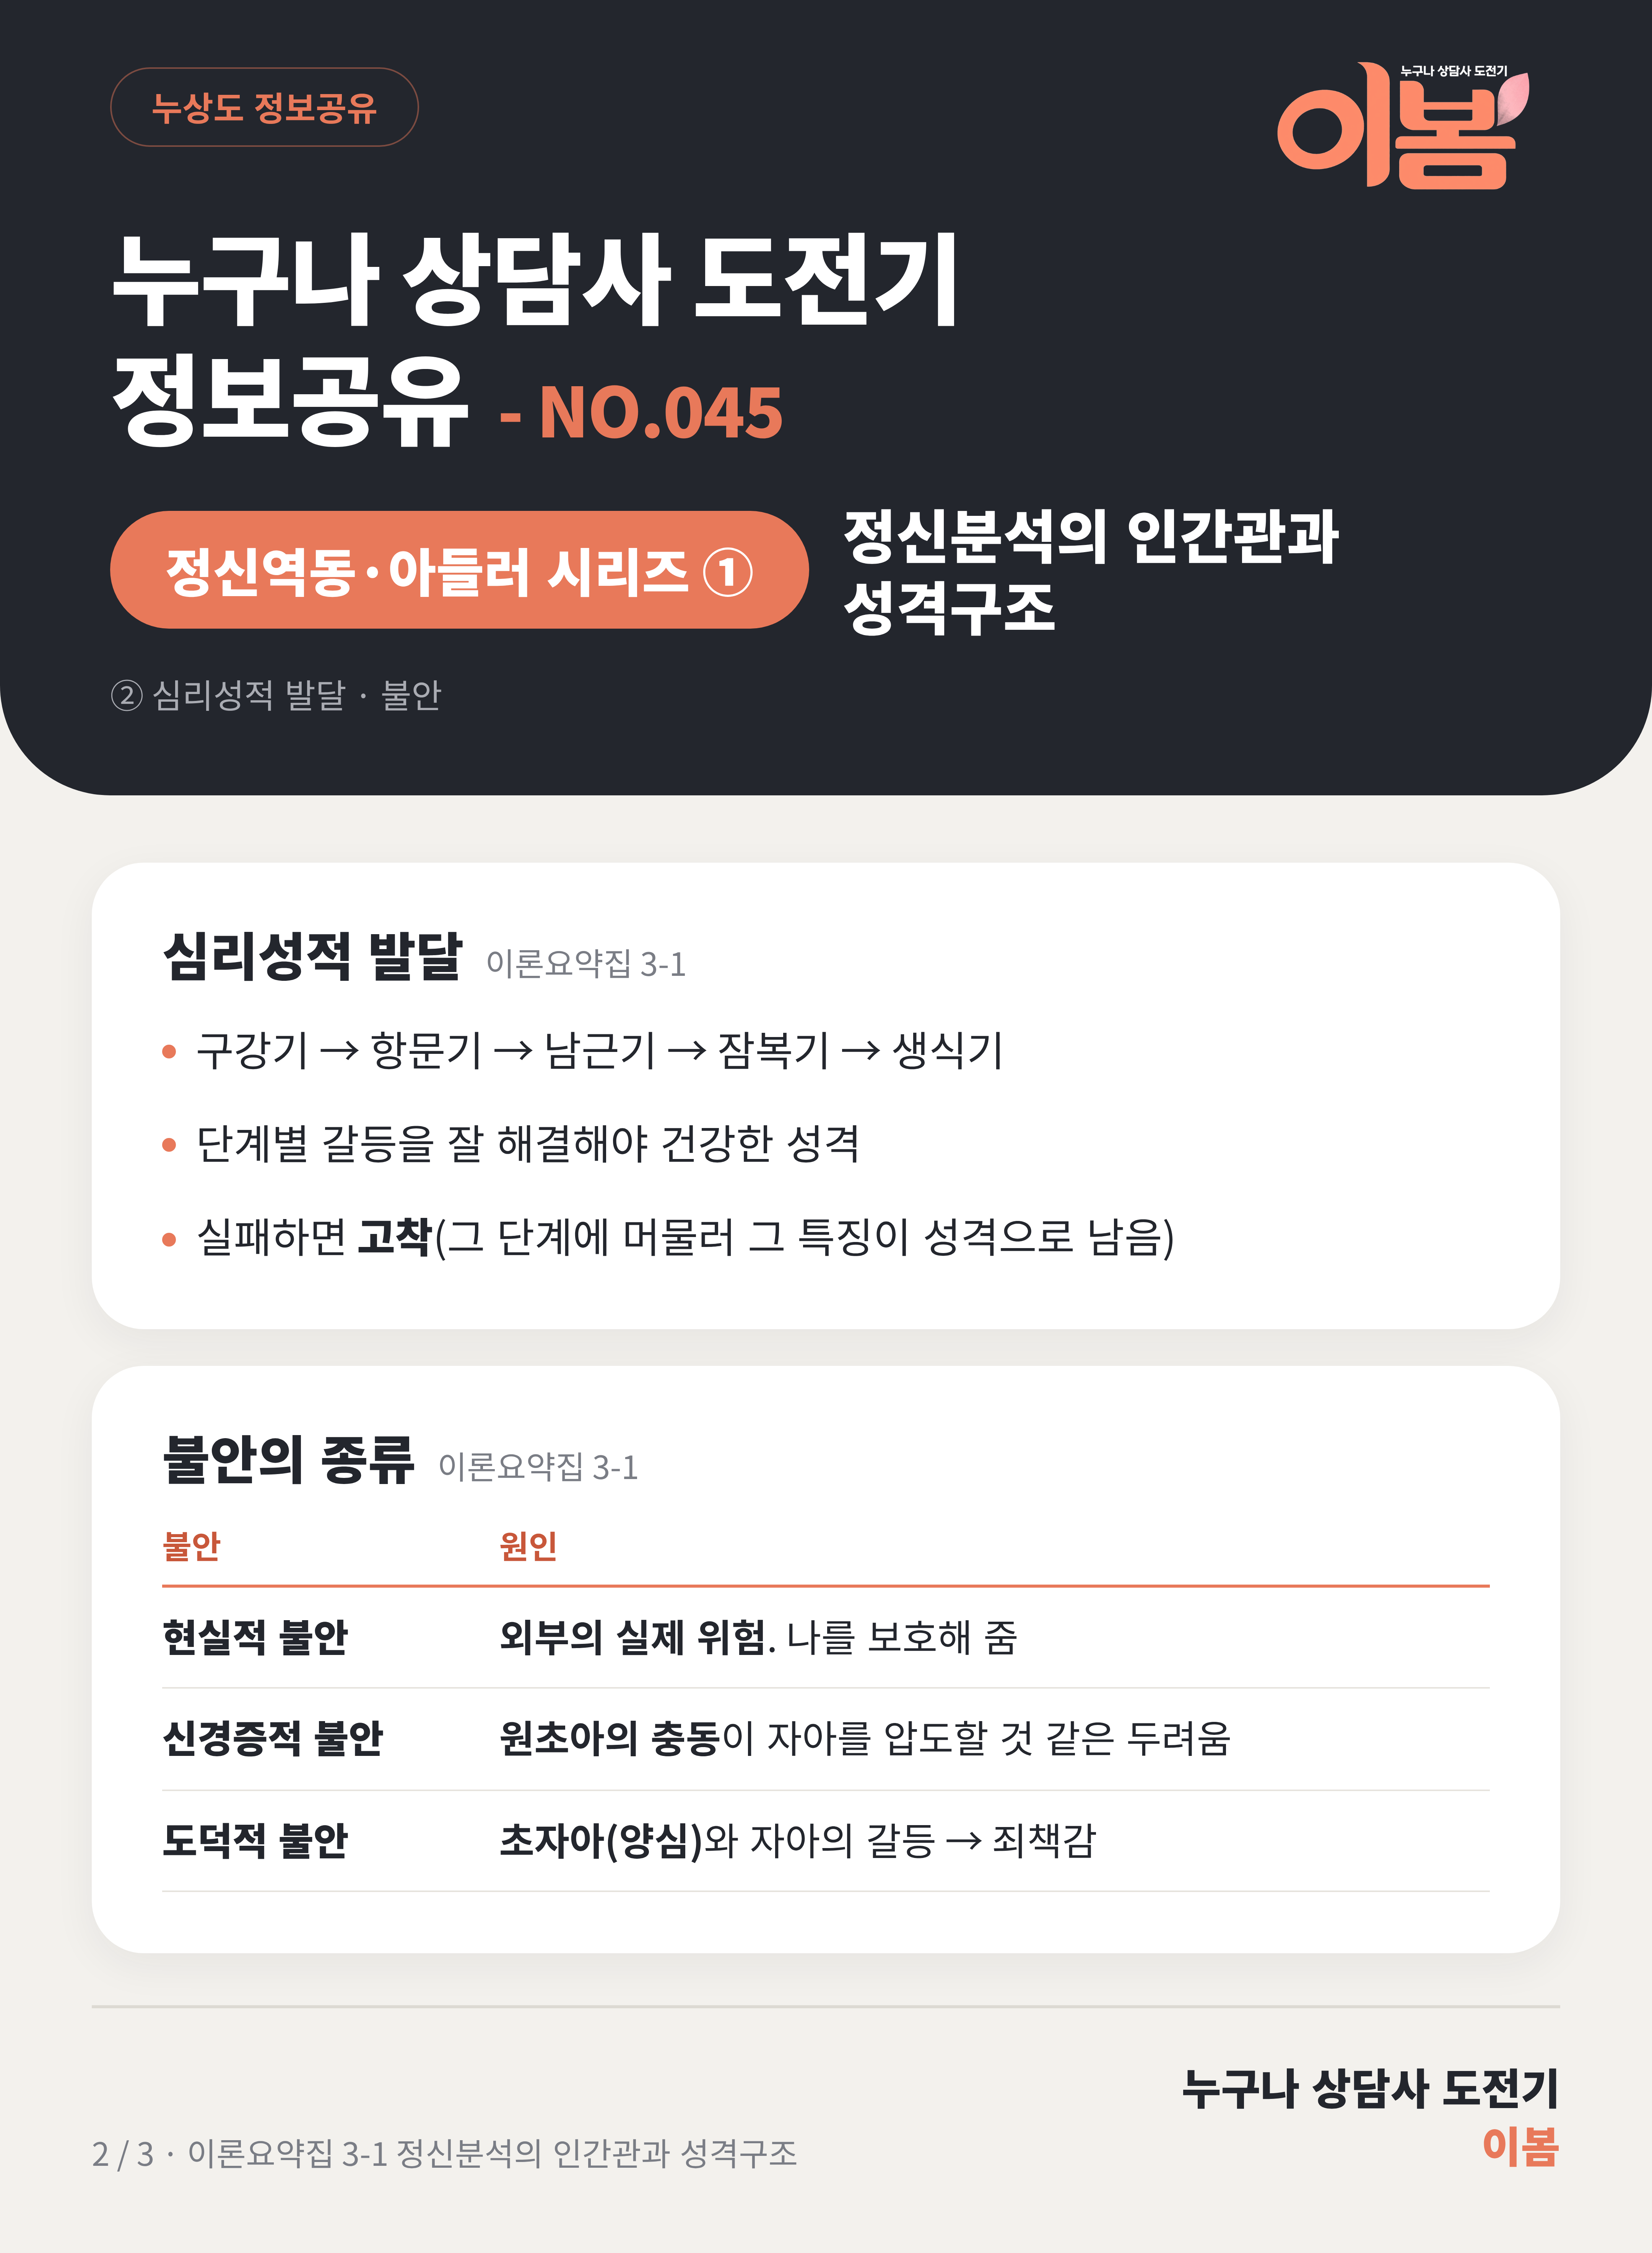 누상도 정보공유
누구나 상담사 도전기
이봄
누구나 상담사 도전기
정보공유 - NO.045
정신역동·아들러 시리즈 ①
정신분석의 인간관과
성격구조
② 심리성적 발달 · 불안
심리성적 발달 이론요약집 3-1
• 구강기 → 항문기 → 남근기 → 잠복기 → 생식기
• 단계별 갈등을 잘 해결해야 건강한 성격
• 실패하면 고착(그 단계에 머물러 그 특징이 성격으로 남음)
불안의 종류 이론요약집 3-1
불안 원인
현실적 불안 외부의 실제 위험. 나를 보호해 줌
신경증적 불안 원초아의 충동이 자아를 압도할 것 같은 두려움
도덕적 불안 초자아(양심)와 자아의 갈등 → 죄책감
누구나 상담사 도전기
이봄
2 / 3 · 이론요약집 3-1 정신분석의 인간관과 성격구조